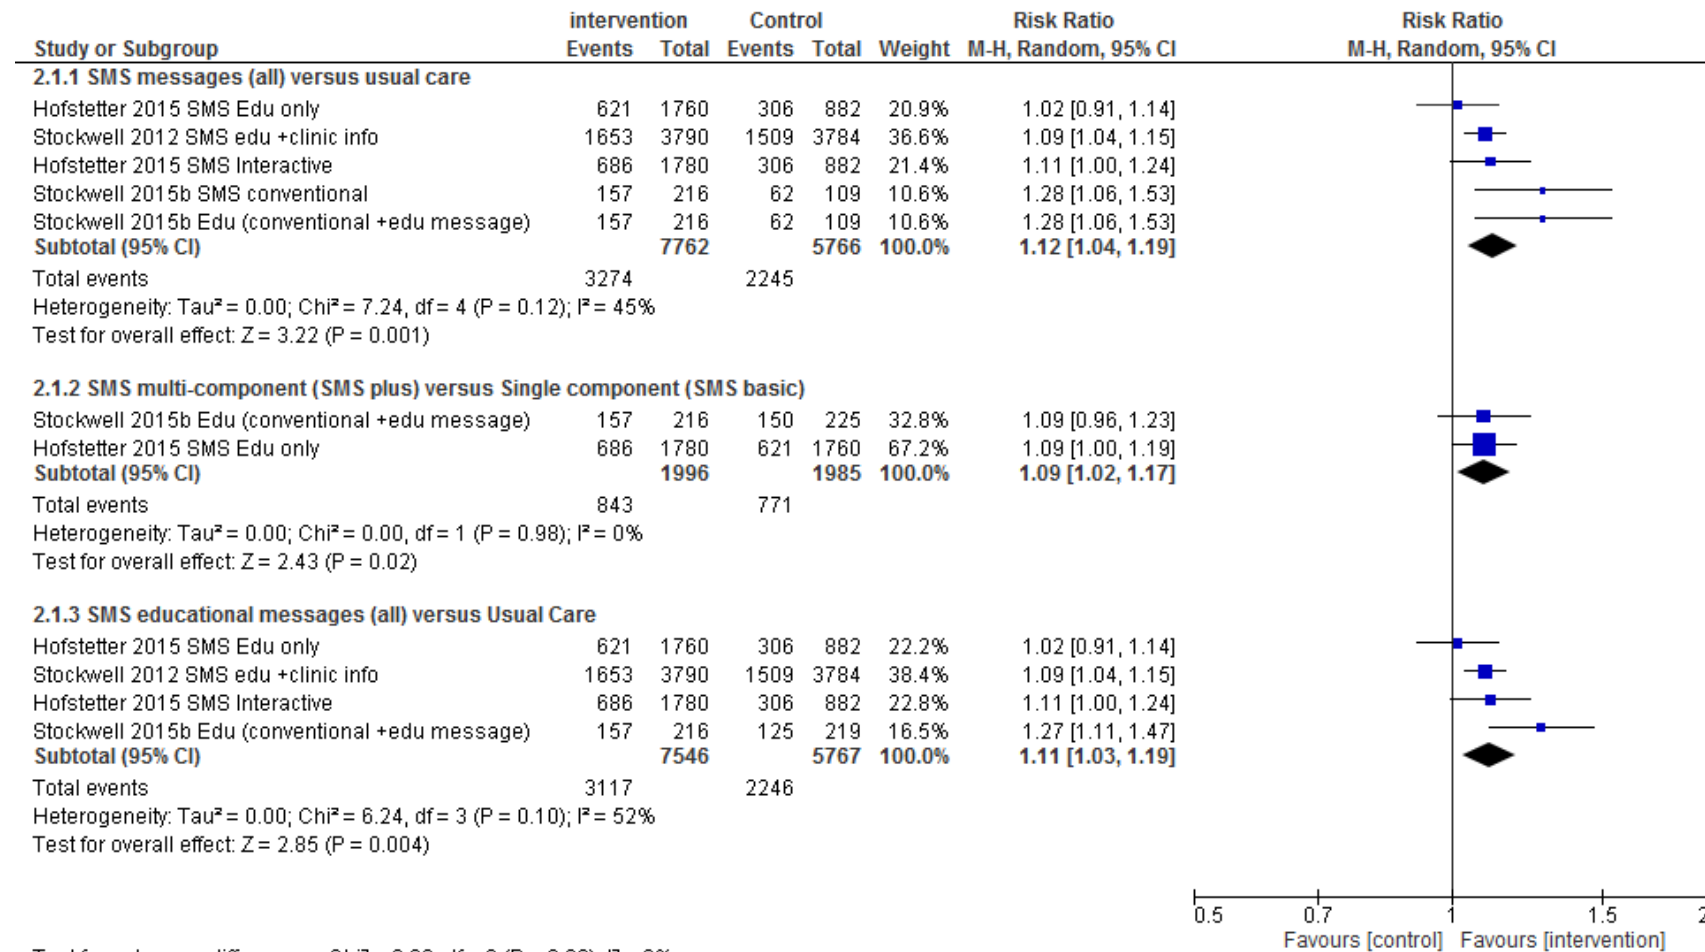 intervention Control Risk Ratio Risk Ratio
Study or Subgroup Events Total Events Total Weight M-H, Random, 95% CI M-H, Random, 95% CI
2.1.1 SMS messages (all) versus usual care
Hofstetter 2015 SMS Edu only 621 1760 306 882 20.9% 1.02 [0.91, 1.14]
Stockwell 2012 SMS edu +clinic info 1653 3790 1509 3784 36.6% 1.09 [1.04, 1.15]
Hofstetter 2015 SMS Interactive 686 1780 306 882 21.4% 1.11 [1.00, 1.24]
Stockwell 2015b SMS conventional 157 216 62 109 10.6% 1.28 [1.06, 1.53]
Stockwell 2015b Edu (conventional +edu message) 157 216 62 109 10.6% 1.28 [1.06, 1.53]
Subtotal (95% CI) 7762 5766 100.0% 1.12 [1.04, 1.19]
Total events 3274 2245
Heterogeneity: Tau² = 0.00; Chi² = 7.24, df = 4 (P = 0.12); I² = 45%
Test for overall effect: Z = 3.22 (P = 0.001)
2.1.2 SMS multi-component (SMS plus) versus Single component (SMS basic)
Stockwell 2015b Edu (conventional +edu message) 157 216 150 225 32.8% 1.09 [0.96, 1.23]
Hofstetter 2015 SMS Edu only 686 1780 621 1760 67.2% 1.09 [1.00, 1.19]
Subtotal (95% CI) 1996 1985 100.0% 1.09 [1.02, 1.17]
Total events 843 771
Heterogeneity: Tau² = 0.00; Chi² = 0.00, df = 1 (P = 0.98); I² = 0%
Test for overall effect: Z = 2.43 (P = 0.02)
2.1.3 SMS educational messages (all) versus Usual Care
Hofstetter 2015 SMS Edu only 621 1760 306 882 22.2% 1.02 [0.91, 1.14]
Stockwell 2012 SMS edu +clinic info 1653 3790 1509 3784 38.4% 1.09 [1.04, 1.15]
Hofstetter 2015 SMS Interactive 686 1780 306 882 22.8% 1.11 [1.00, 1.24]
Stockwell 2015b Edu (conventional +edu message) 157 216 125 219 16.5% 1.27 [1.11, 1.47]
Subtotal (95% CI) 7546 5767 100.0% 1.11 [1.03, 1.19]
Total events 3117 2246
Heterogeneity: Tau² = 0.00; Chi² = 6.24, df = 3 (P = 0.10); I² = 52%
Test for overall effect: Z = 2.85 (P = 0.004)
0.5 0.7 1 1.5 2
Favours [control] Favours [intervention]